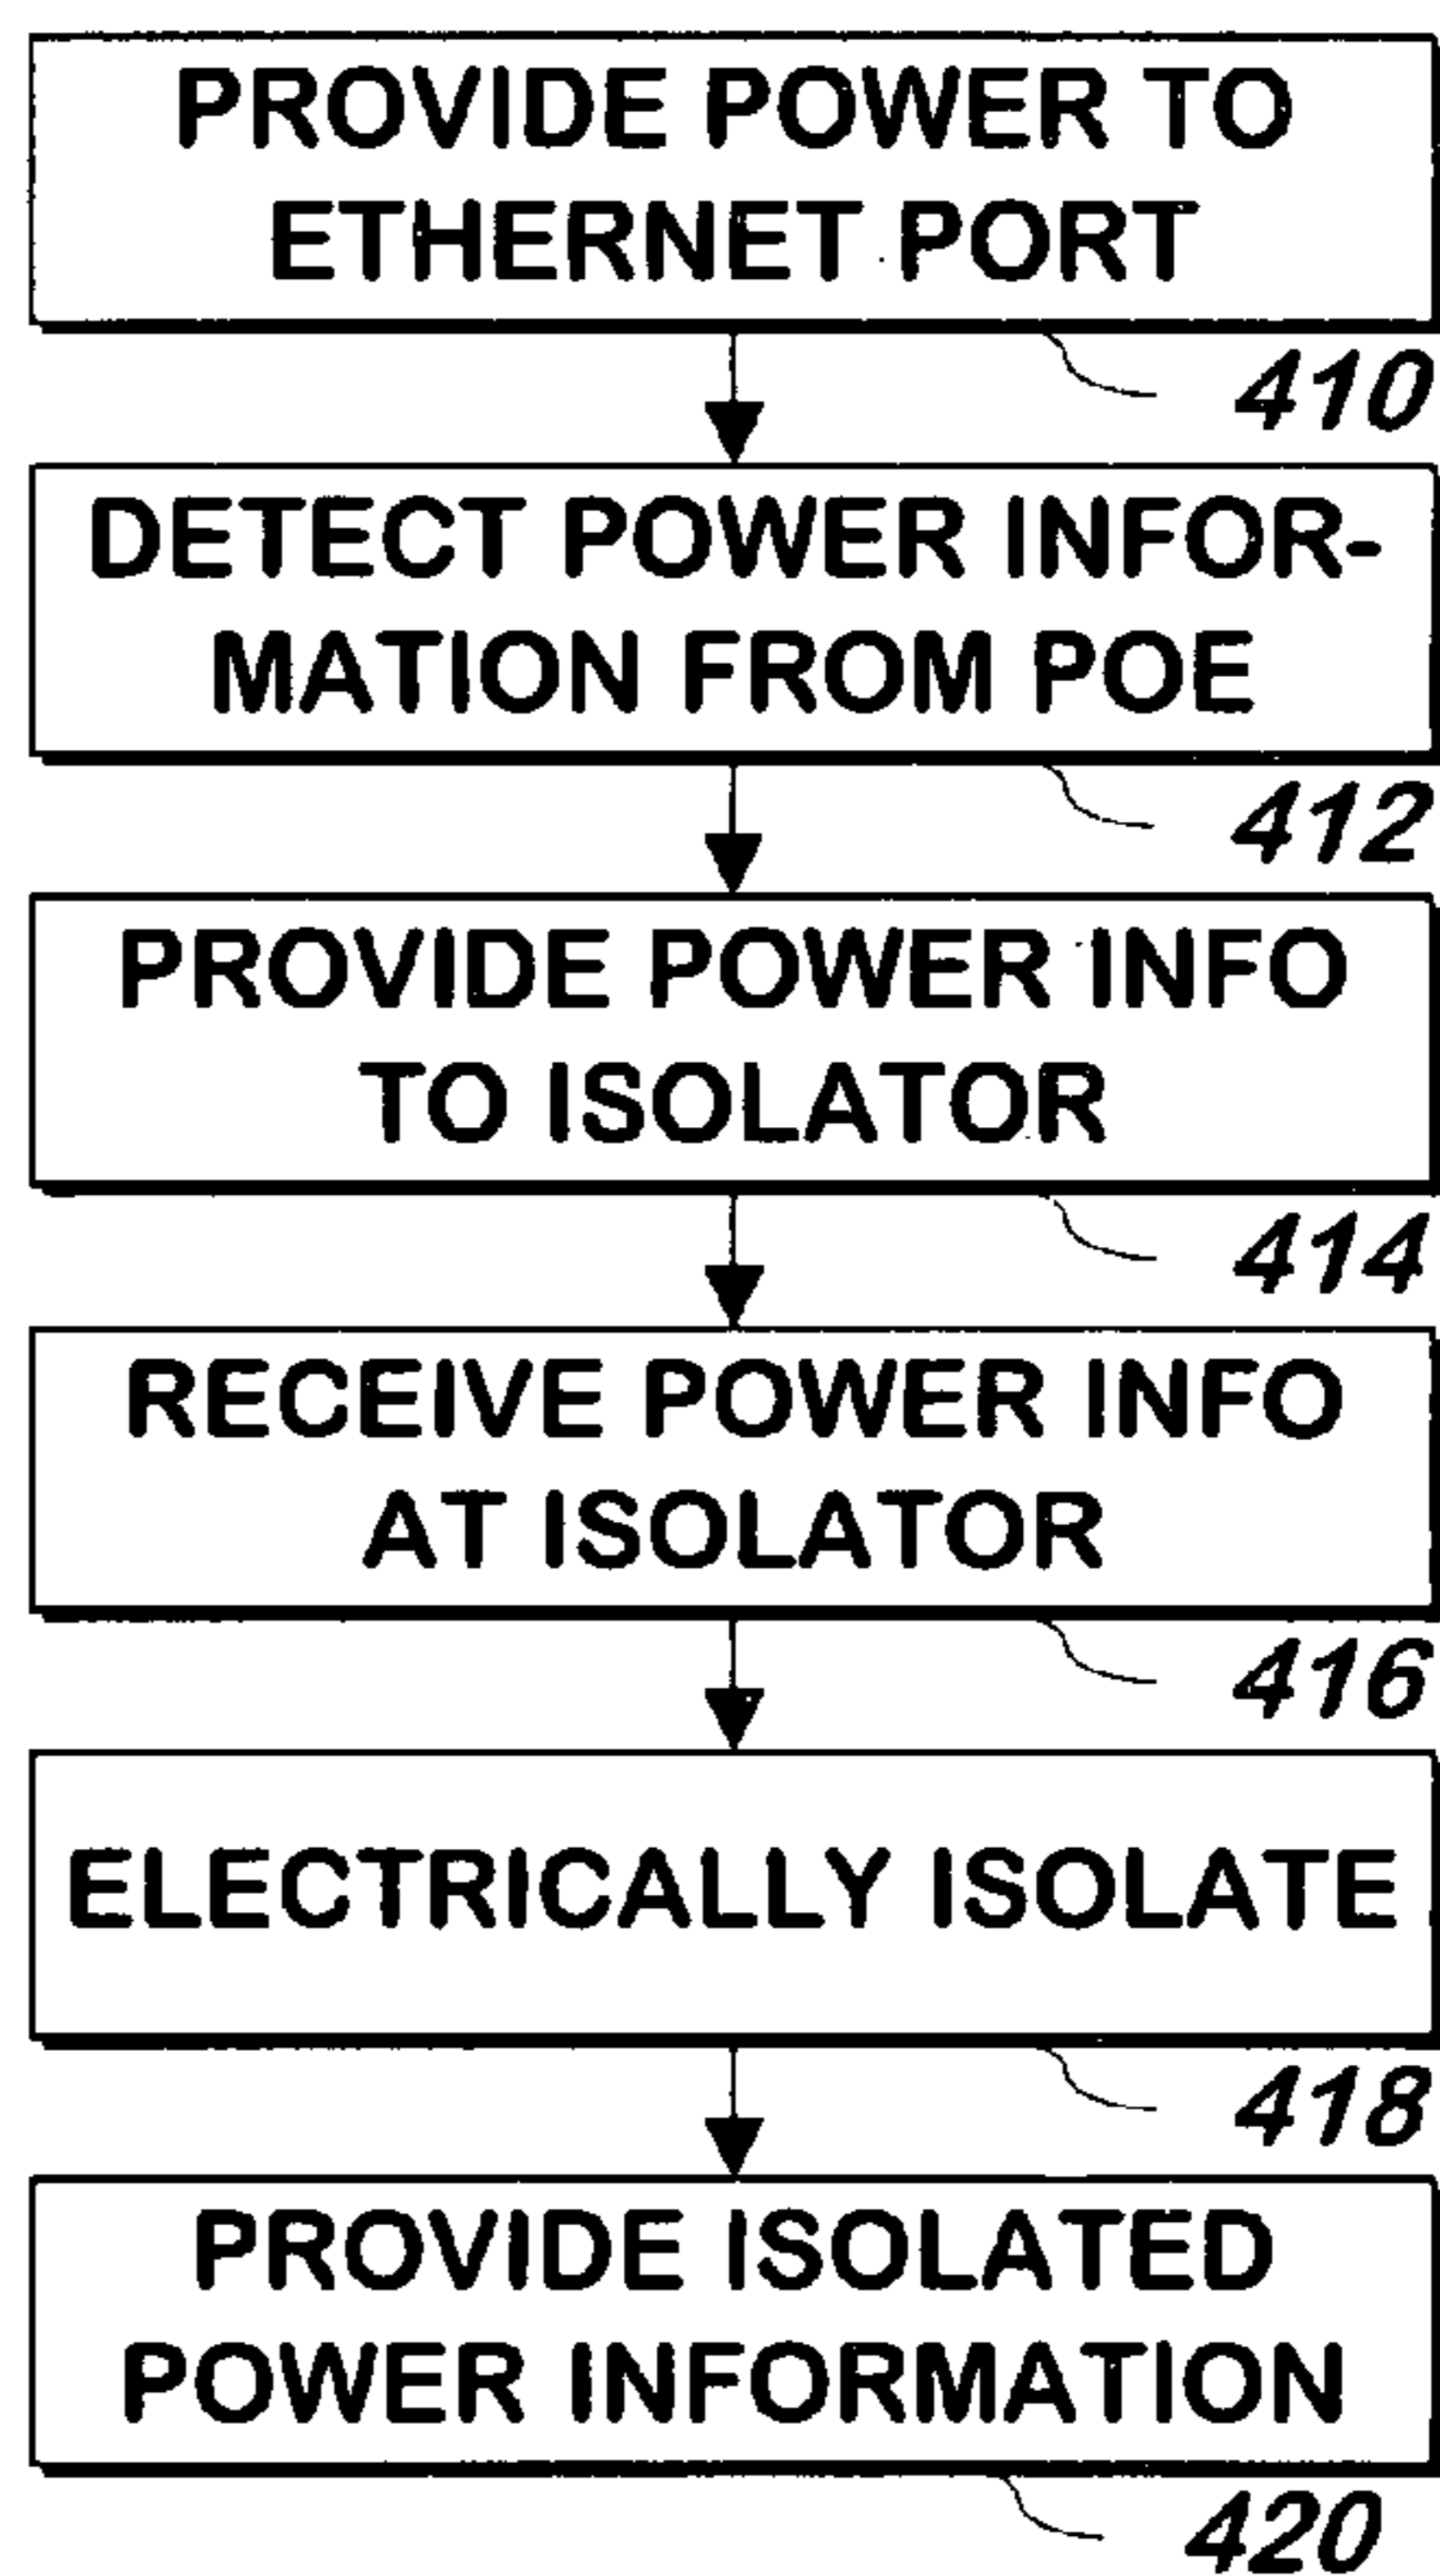 PROVIDE POWER TO
ETHERNET PORT
410
DETECT POWER INFOR-
MATION FROM POE
412
PROVIDE POWER INFO
TO ISOLATOR
414
RECEIVE POWER INFO
AT ISOLATOR
416
ELECTRICALLY ISOLATE
418
PROVIDE ISOLATED
POWER INFORMATION
420